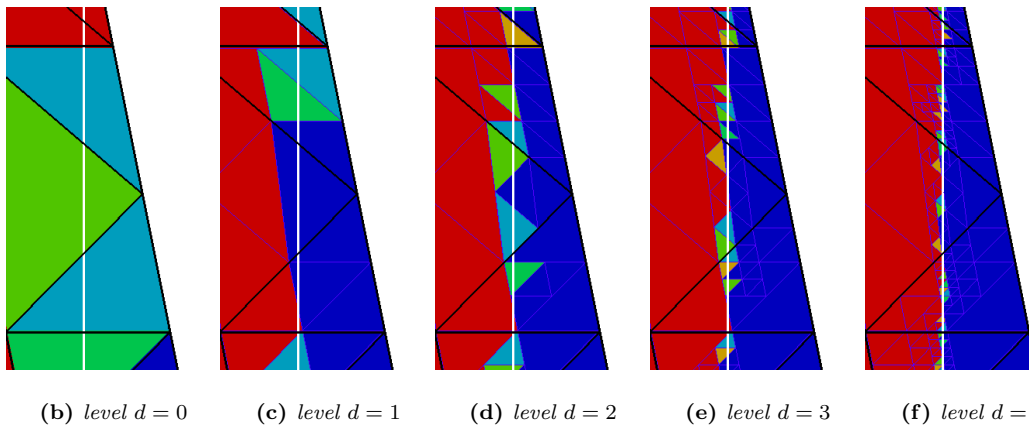 (b) level d = 0 (c) level d = 1 (d) level d = 2 (e) level d = 3 (f) level d =